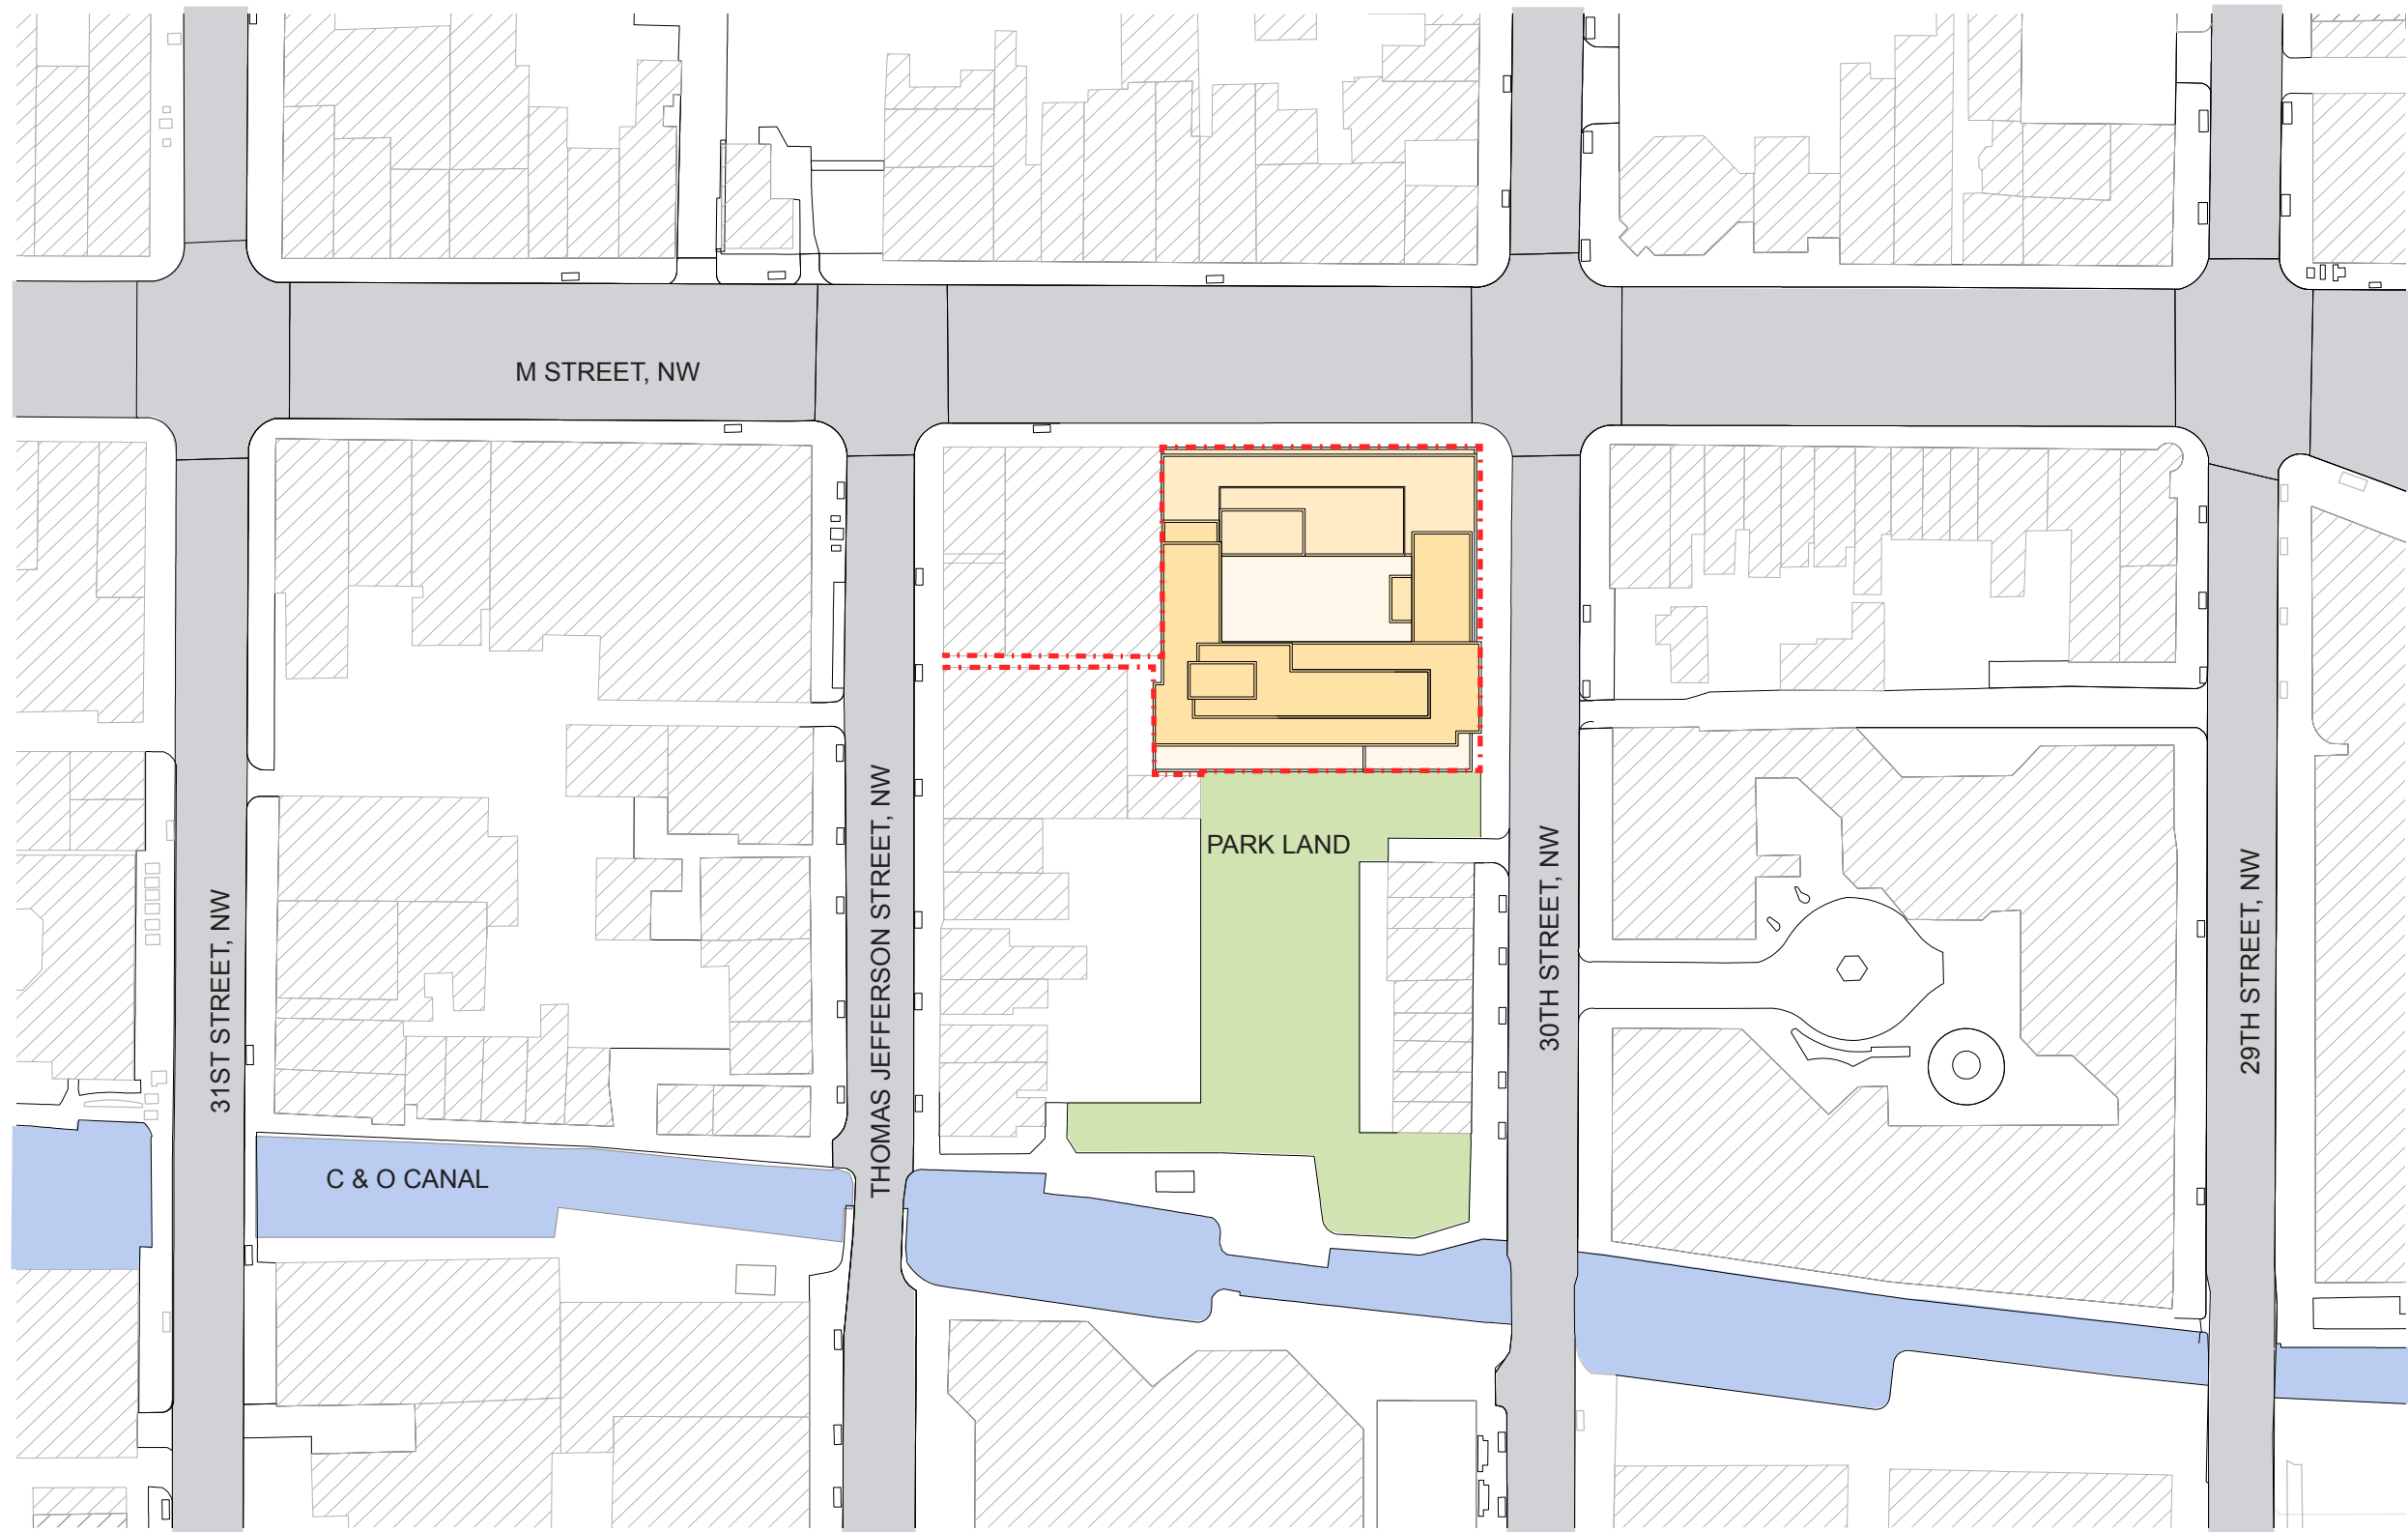 M STREET, NW
PARK LAND
C & O CANAL
31ST STREET, NW
THOMAS JEFFERSON STREET, NW
30TH STREET, NW
29TH STREET, NW